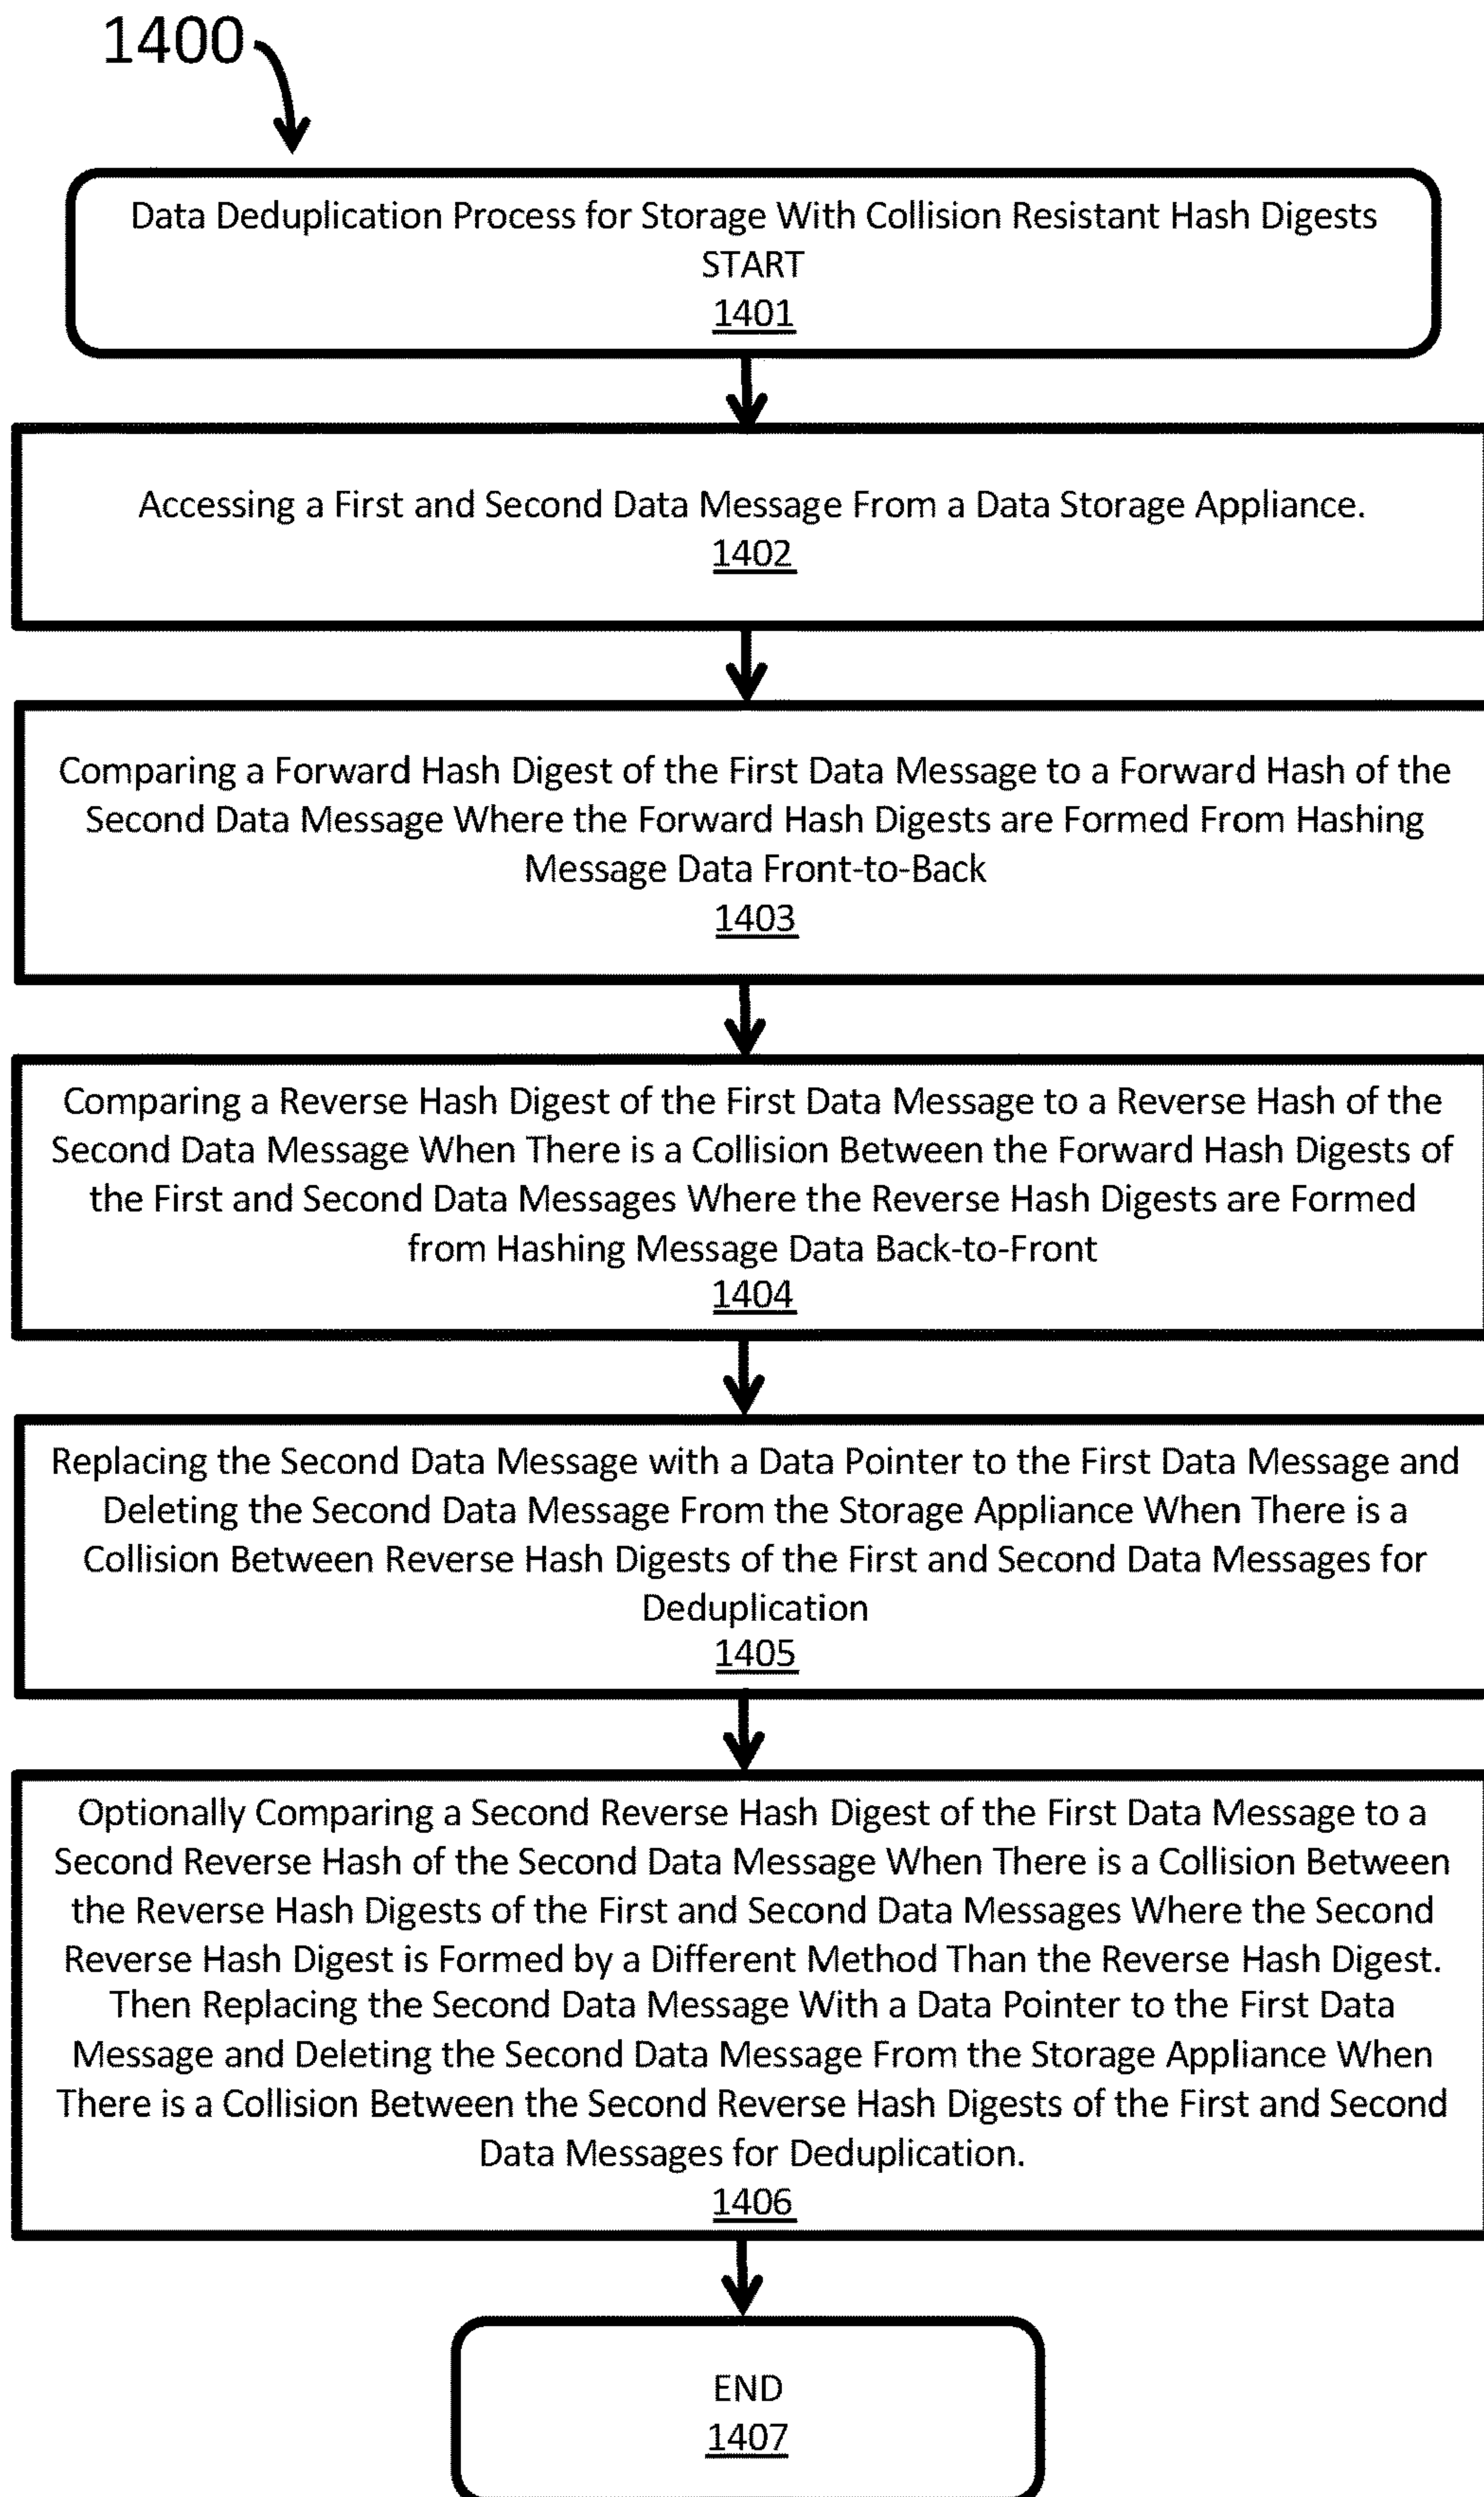 1400
Data Deduplication Process for Storage With Collision Resistant Hash Digests
START
1401
Accessing a First and Second Data Message From a Data Storage Appliance.
1402
Comparing a Forward Hash Digest of the First Data Message to a Forward Hash of the
Second Data Message Where the Forward Hash Digests are Formed From Hashing
Message Data Front-to-Back
1403
Comparing a Reverse Hash Digest of the First Data Message to a Reverse Hash of the
Second Data Message When There is a Collision Between the Forward Hash Digests of
the First and Second Data Messages Where the Reverse Hash Digests are Formed
from Hashing Message Data Back-to-Front
1404
Replacing the Second Data Message with a Data Pointer to the First Data Message and
Deleting the Second Data Message From the Storage Appliance When There is a
Collision Between Reverse Hash Digests of the First and Second Data Messages for
Deduplication
1405
Optionally Comparing a Second Reverse Hash Digest of the First Data Message to a
Second Reverse Hash of the Second Data Message When There is a Collision Between
the Reverse Hash Digests of the First and Second Data Messages Where the Second
Reverse Hash Digest is Formed by a Different Method Than the Reverse Hash Digest.
Then Replacing the Second Data Message With a Data Pointer to the First Data
Message and Deleting the Second Data Message From the Storage Appliance When
There is a Collision Between the Second Reverse Hash Digests of the First and Second
Data Messages for Deduplication.
1406
END
1407